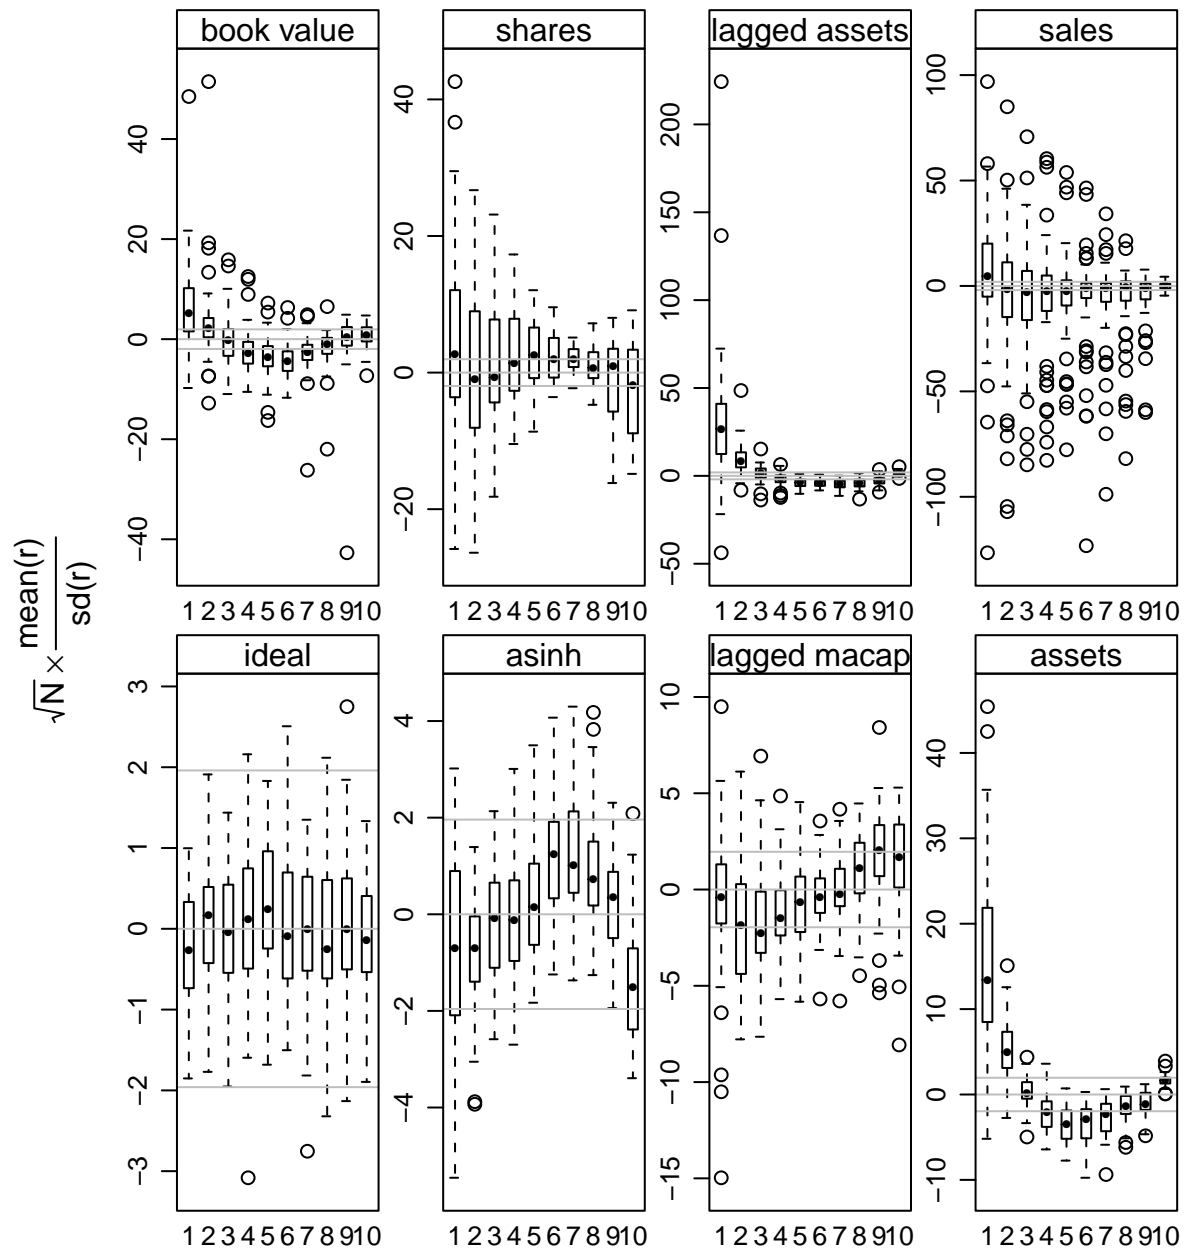 book value
shares
lagged assets
sales
−40
−20
0
20
40
−20
0
20
40
−50
0
50
100
150
200
−100
−50
0
50
100
1 2 3 4 5 6 7 8 9 10
1 2 3 4 5 6 7 8 9 10
1 2 3 4 5 6 7 8 9 10
1 2 3 4 5 6 7 8 9 10
√N × mean(r)
sd(r)
ideal
asinh
lagged macap
assets
−3
−2
−1
0
1
2
3
−4
−2
0
2
4
−15
−10
−5
0
5
10
−10
0
10
20
30
40
1 2 3 4 5 6 7 8 9 10
1 2 3 4 5 6 7 8 9 10
1 2 3 4 5 6 7 8 9 10
1 2 3 4 5 6 7 8 9 10